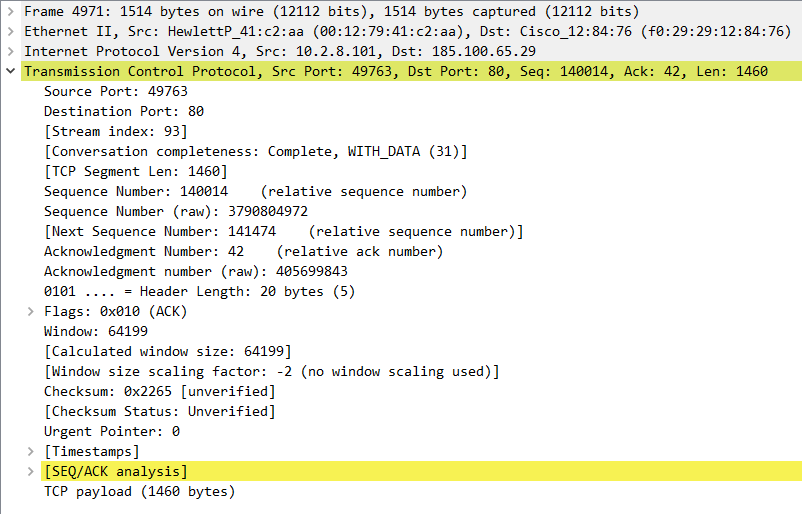 Frame 4971: 1514 bytes on wire (12112 bits), 1514 bytes captured (12112 bits)
Ethernet II, Src: HewlettP_41:c2:aa (00:12:79:41:c2:aa), Dst: Cisco_12:84:76 (f0:29:29:12:84:76)
Internet Protocol Version 4, Src: 10.2.8.101, Dst: 185.100.65.29
Transmission Control Protocol, Src Port: 49763, Dst Port: 80, Seq: 140014, Ack: 42, Len: 1460
Source Port: 49763
Destination Port: 80
[Stream index: 93]
[Conversation completeness: Complete, WITH_DATA (31)]
[TCP Segment Len: 1460]
Sequence Number: 140014    (relative sequence number)
Sequence Number (raw): 3790804972
[Next Sequence Number: 141474    (relative sequence number)]
Acknowledgment Number: 42    (relative ack number)
Acknowledgment number (raw): 405699843
0101 .... = Header Length: 20 bytes (5)
Flags: 0x010 (ACK)
Window: 64199
[Calculated window size: 64199]
[Window size scaling factor: -2 (no window scaling used)]
Checksum: 0x2265 [unverified]
[Checksum Status: Unverified]
Urgent Pointer: 0
[Timestamps]
[SEQ/ACK analysis]
TCP payload (1460 bytes)